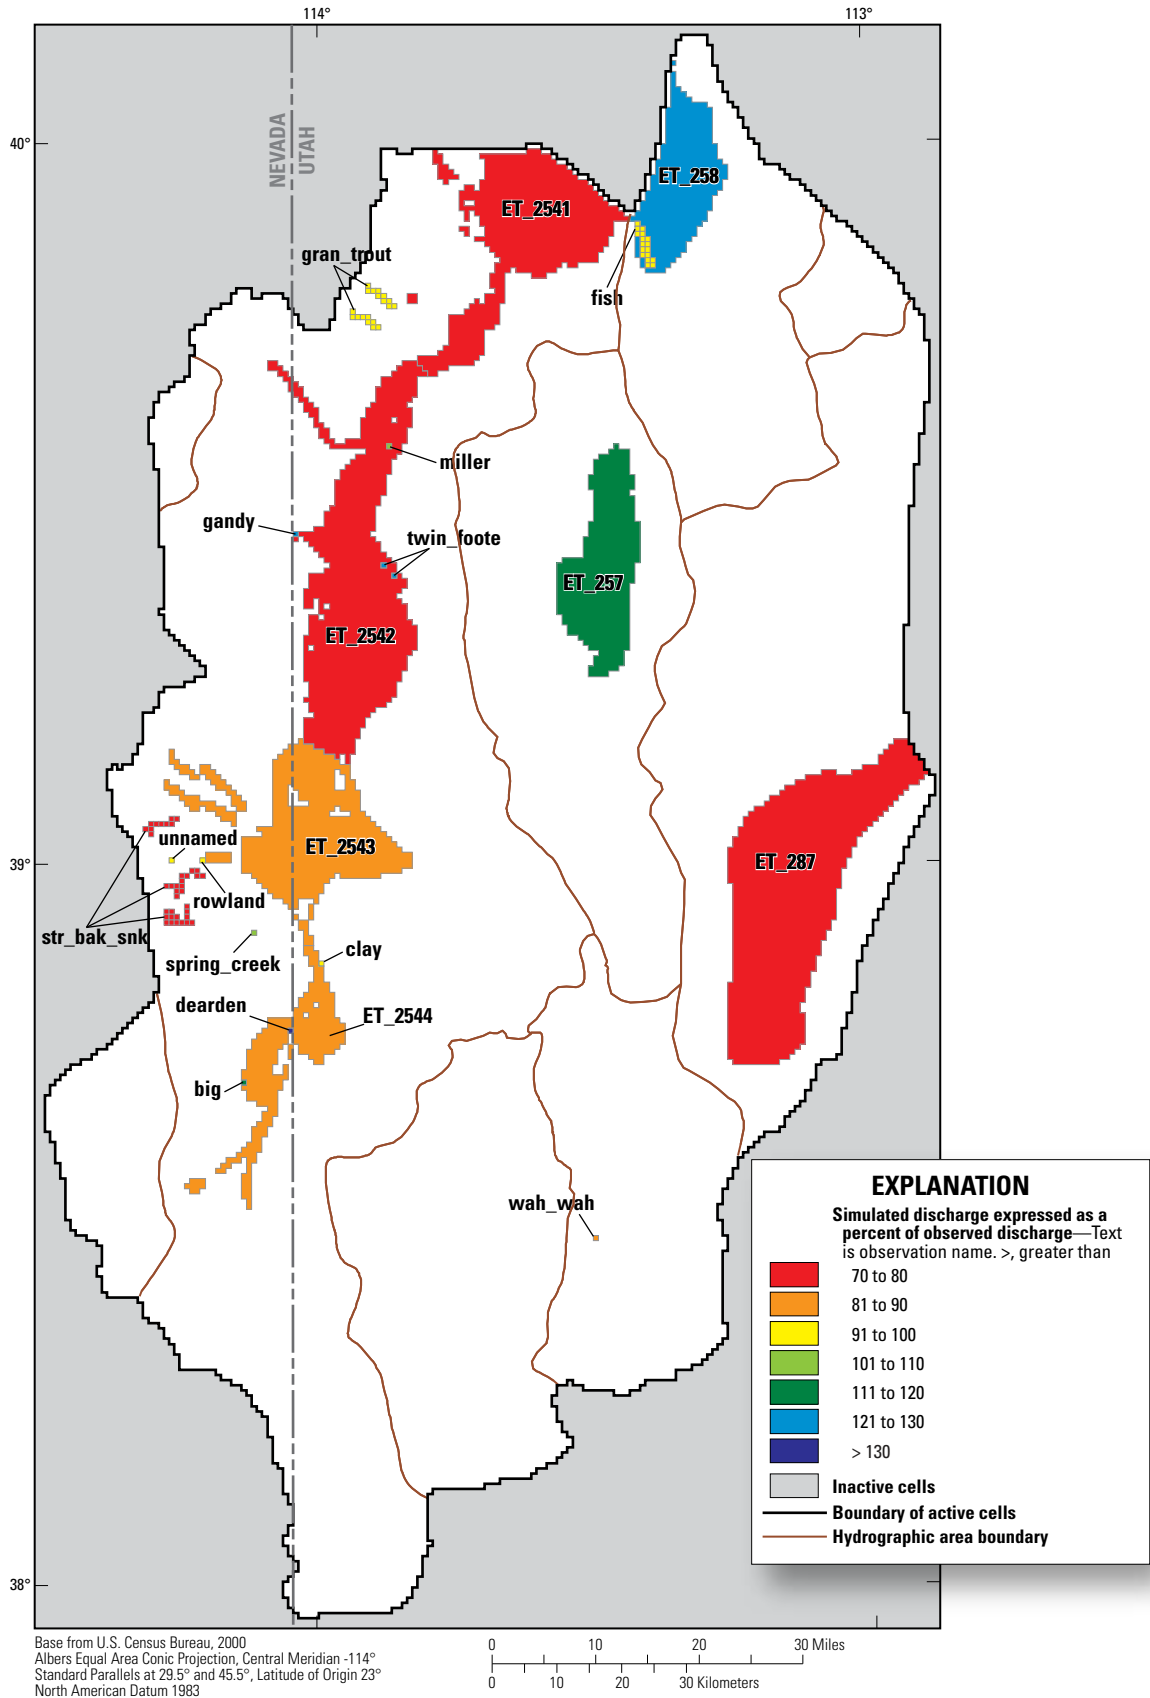 114°
113°
40°
NEVADA
UTAH
ET_258
ET_2541
gran_trout
fish
miller
gandy
twin_foote
ET_257
ET_2542
unnamed
ET_2543
39°
ET_287
rowland
str_bak_snk
clay
spring_creek
dearden
ET_2544
big
wah_wah
38°
EXPLANATION
Simulated discharge expressed as a
percent of observed discharge—Text
is observation name. >, greater than
70 to 80
81 to 90
91 to 100
101 to 110
111 to 120
121 to 130
> 130
Inactive cells
Boundary of active cells
Hydrographic area boundary
Base from U.S. Census Bureau, 2000
Albers Equal Area Conic Projection, Central Meridian -114°
Standard Parallels at 29.5° and 45.5°, Latitude of Origin 23°
North American Datum 1983
0 10 20 30 Miles
0 10 20 30 Kilometers